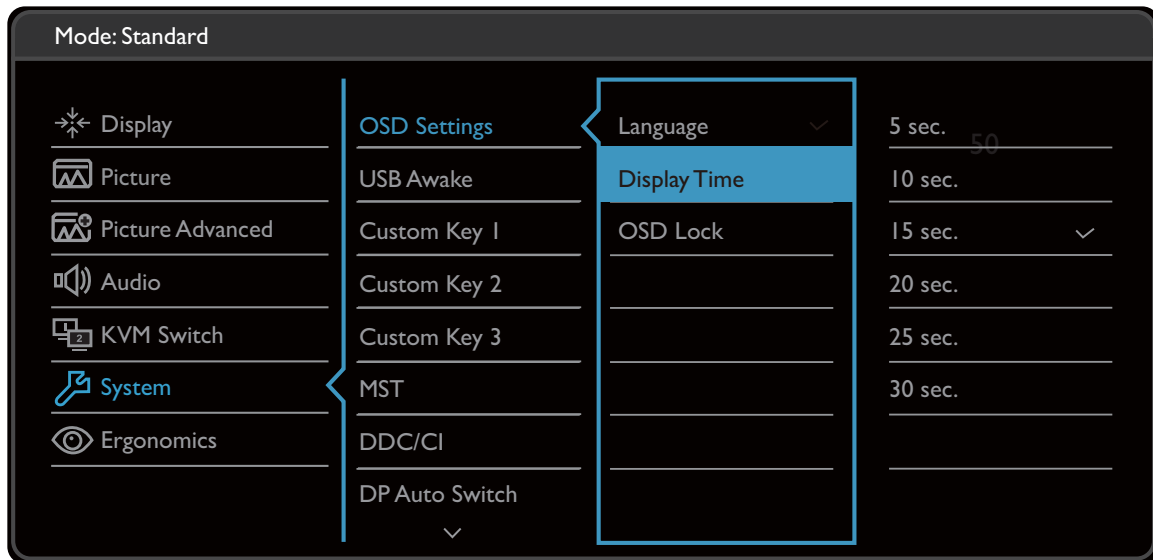 Mode: Standard
Display
Picture
Picture Advanced
Audio
KVM Switch
System
Ergonomics
OSD Settings
USB Awake
Custom Key 1
Custom Key 2
Custom Key 3
MST
DDC/CI
DP Auto Switch
Language
Display Time
OSD Lock
5 sec.
50
10 sec.
15 sec.
20 sec.
25 sec.
30 sec.